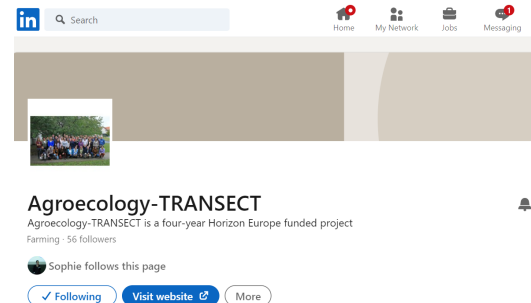 in
Search
Home
My Network
Jobs
1
Messaging
Agroecology-TRANSECT
Agroecology-TRANSECT is a four-year Horizon Europe funded project
Farming · 56 followers
Sophie follows this page
Following
Visit website
More